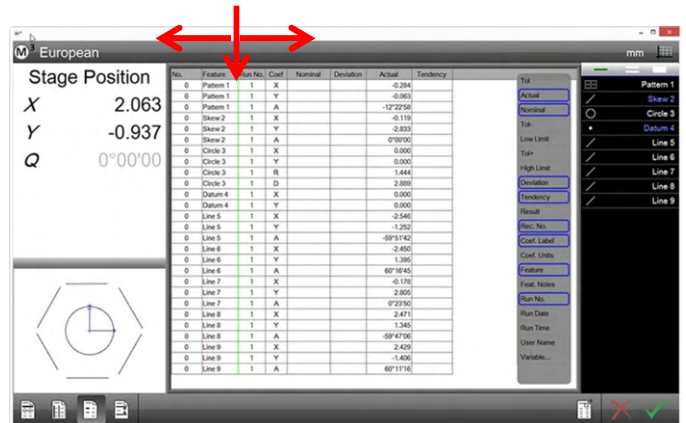 M³ European mm
Stage Position
X 2.063
Y -0.937
Q 0°00'00
No. Feature Run No. Coef Nominal Deviation Actual Tendency
0 Pattern 1 1 X -0.284
0 Pattern 1 1 Y -0.063
0 Pattern 1 1 A -12°22'58
0 Skew 2 1 X -0.119
0 Skew 2 1 Y -2.833
0 Skew 2 1 A 0°00'00
0 Circle 3 1 X 0.000
0 Circle 3 1 Y 0.000
0 Circle 3 1 R 1.444
0 Circle 3 1 D 2.889
0 Datum 4 1 X 0.000
0 Datum 4 1 Y 0.000
0 Line 5 1 X -2.546
0 Line 5 1 Y -1.252
0 Line 5 1 A -59°51'42
0 Line 6 1 X -2.450
0 Line 6 1 Y 1.395
0 Line 6 1 A 60°16'45
0 Line 7 1 X -0.178
0 Line 7 1 Y 2.805
0 Line 7 1 A 0°23'50
0 Line 8 1 X 2.471
0 Line 8 1 Y 1.345
0 Line 8 1 A -59°47'06
0 Line 9 1 X 2.429
0 Line 9 1 Y -1.406
0 Line 9 1 A 60°11'16
Tol
Actual
Nominal
Tol-
Low Limit
Tol+
High Limit
Deviation
Tendency
Result
Rec. No.
Coef. Label
Coef. Units
Feature
Feat. Notes
Run No.
Run Date
Run Time
User Name
Variable...
Pattern 1
Skew 2
Circle 3
Datum 4
Line 5
Line 6
Line 7
Line 8
Line 9